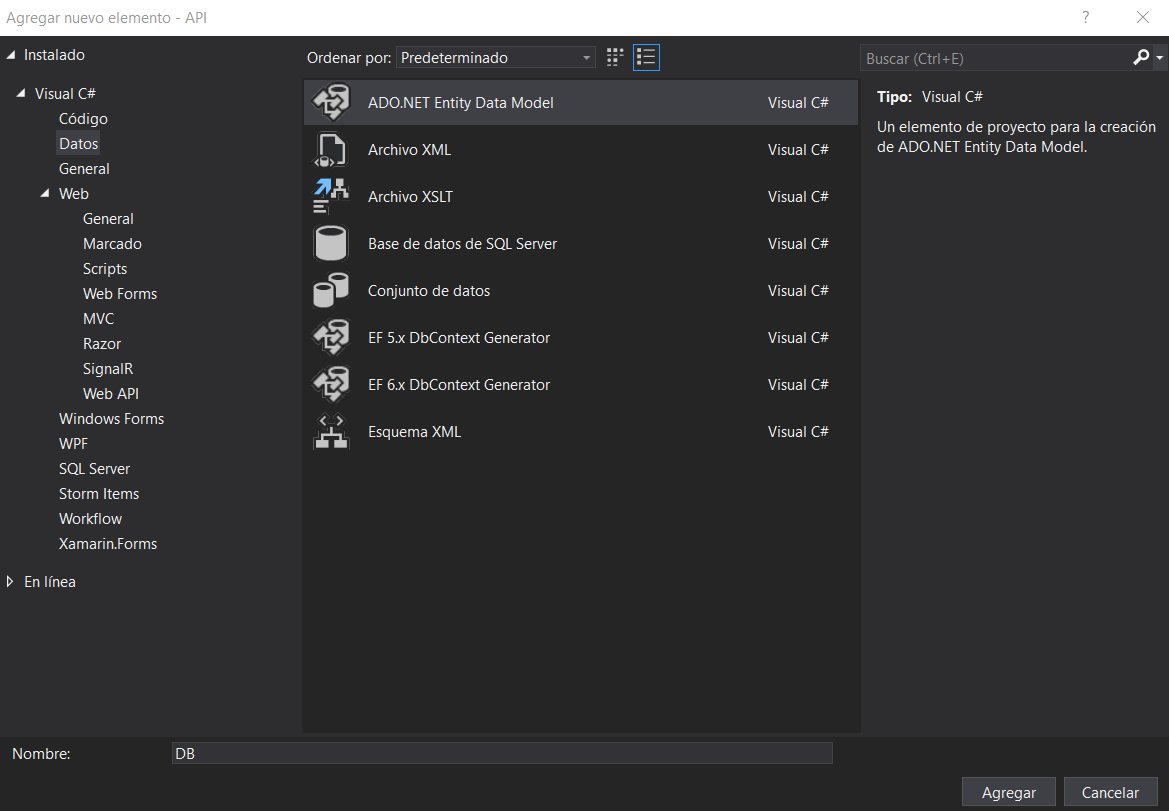 Agregar nuevo elemento - API
?
Instalado
Visual C#
Código
Datos
General
Web
General
Marcado
Scripts
Web Forms
MVC
Razor
SignalR
Web API
Windows Forms
WPF
SQL Server
Storm Items
Workflow
Xamarin.Forms
En línea
Ordenar por: Predeterminado
ADO.NET Entity Data Model Visual C#
Archivo XML Visual C#
Archivo XSLT Visual C#
Base de datos de SQL Server Visual C#
Conjunto de datos Visual C#
EF 5.x DbContext Generator Visual C#
EF 6.x DbContext Generator Visual C#
Esquema XML Visual C#
Buscar (Ctrl+E)
Tipo: Visual C#
Un elemento de proyecto para la creación
de ADO.NET Entity Data Model.
Nombre: DB
Agregar Cancelar